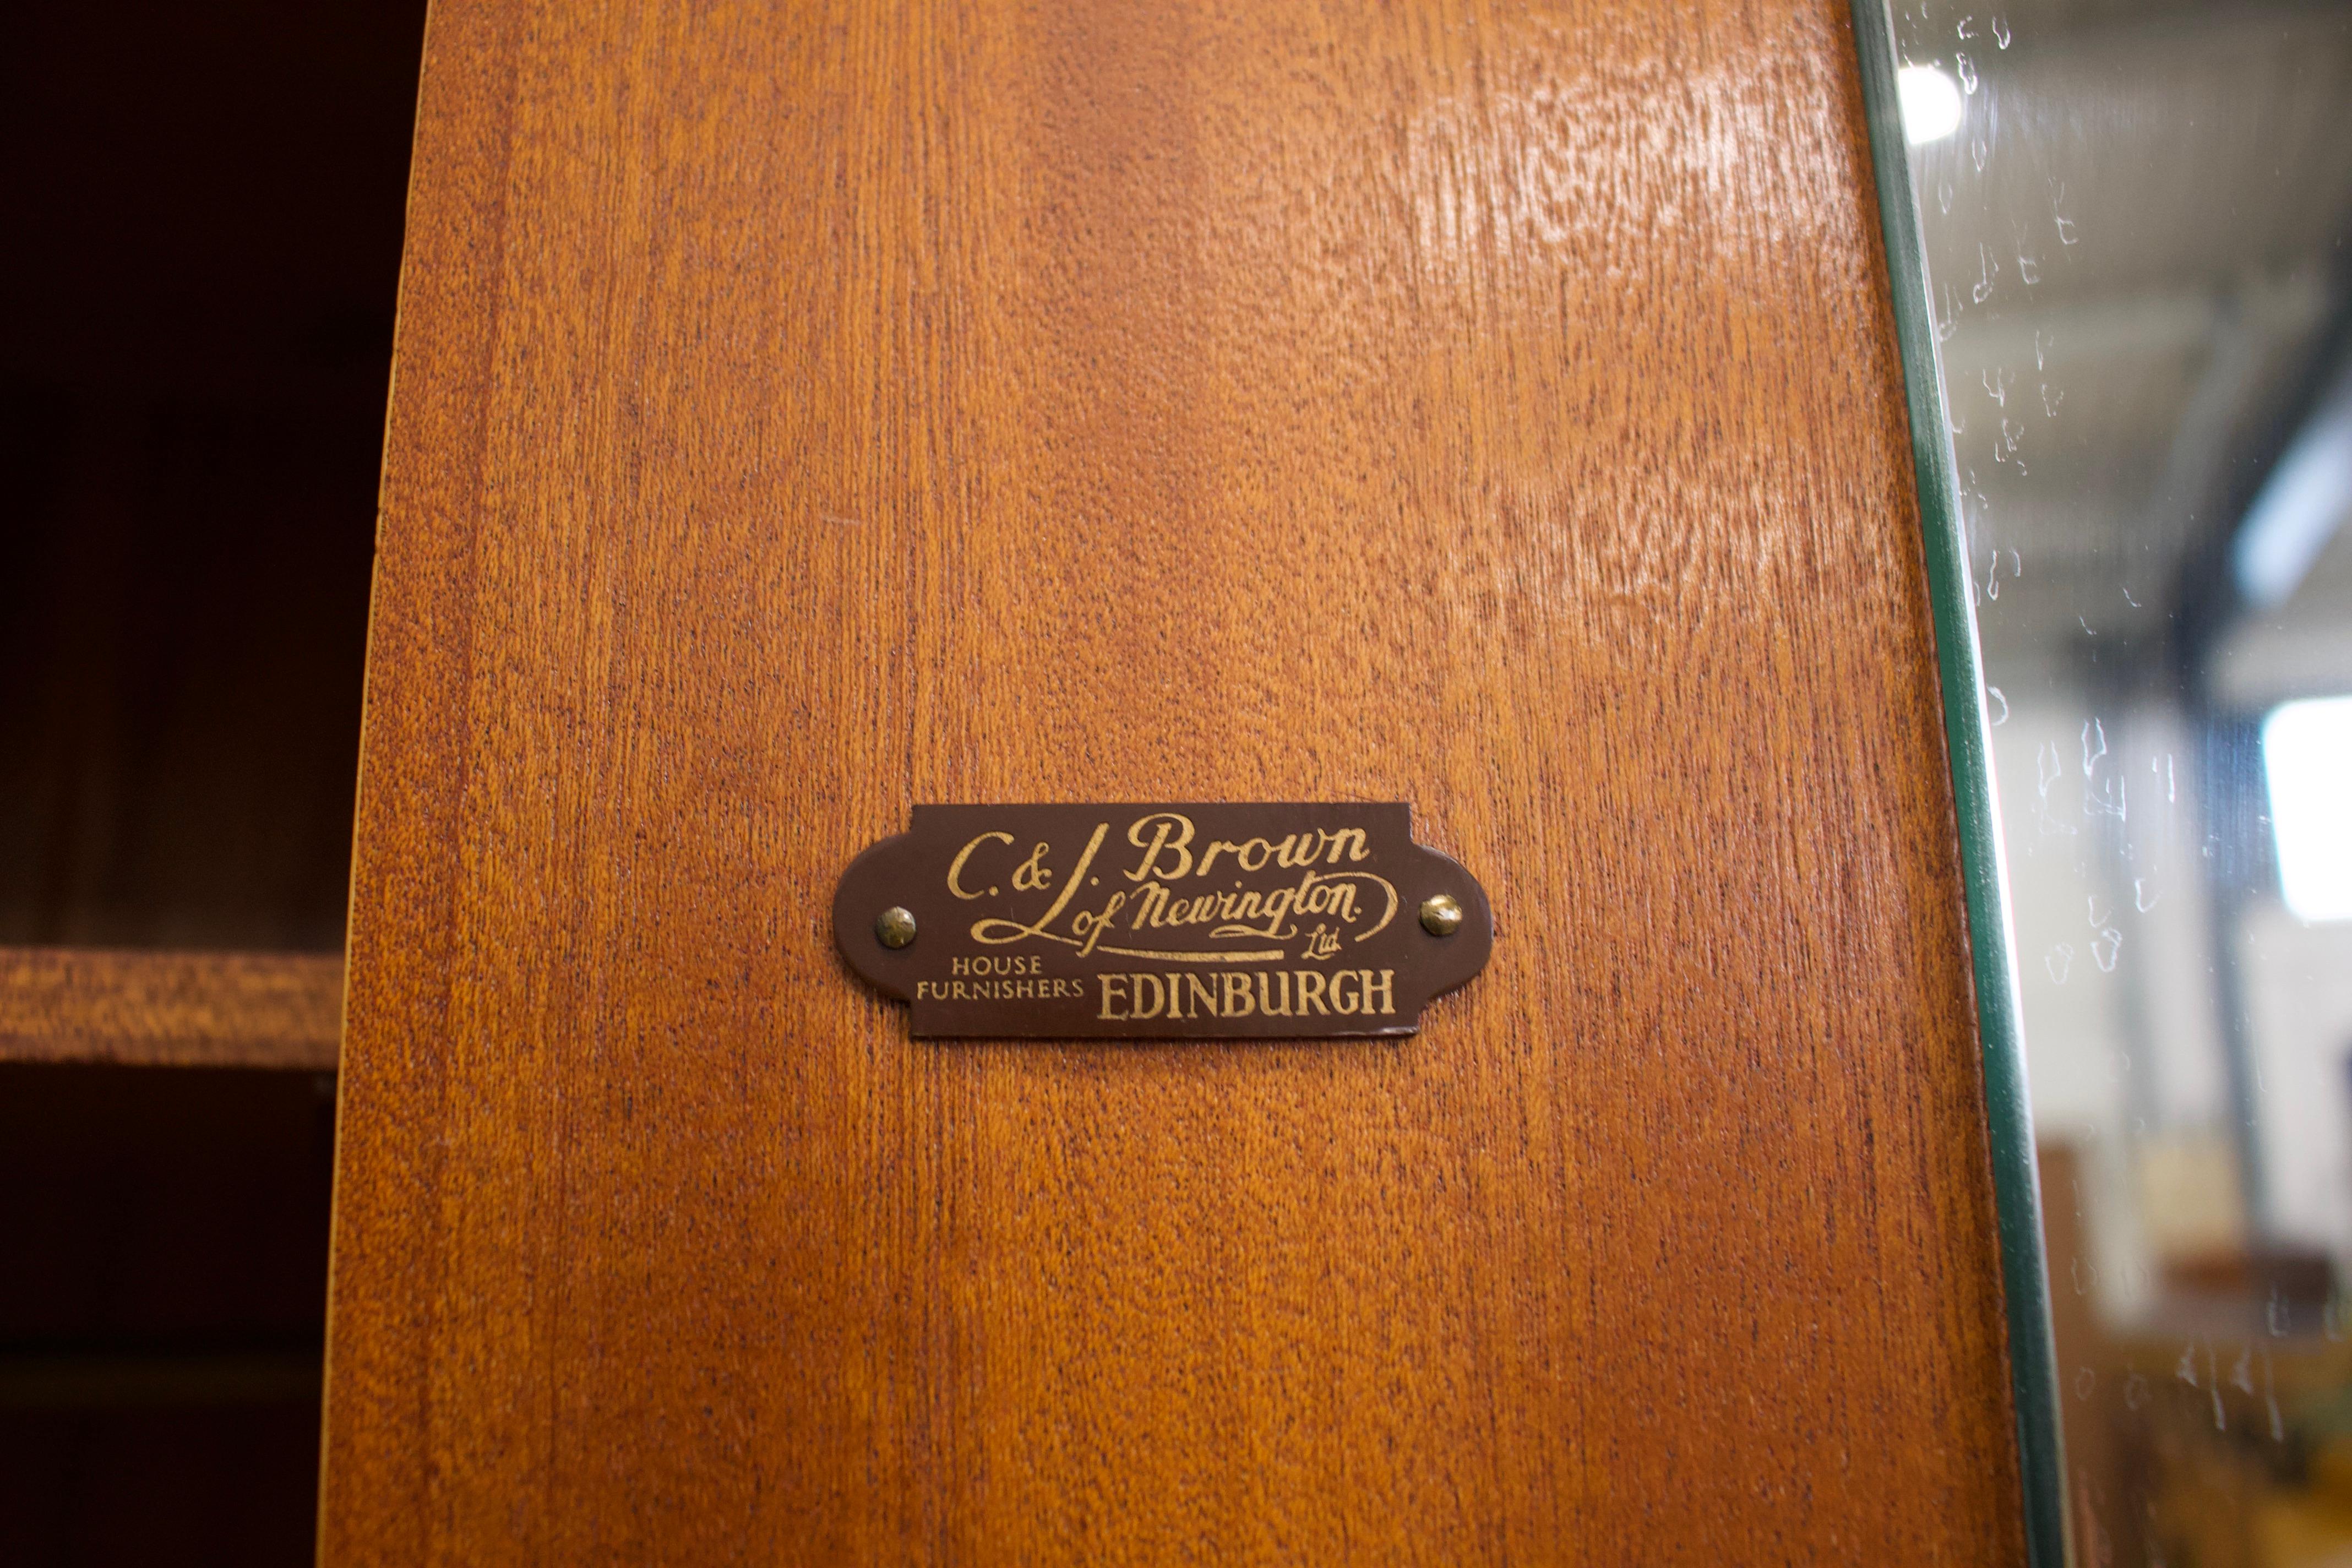 C. & J. Brown
of Newington.
Ltd.
HOUSE
FURNISHERS EDINBURGH